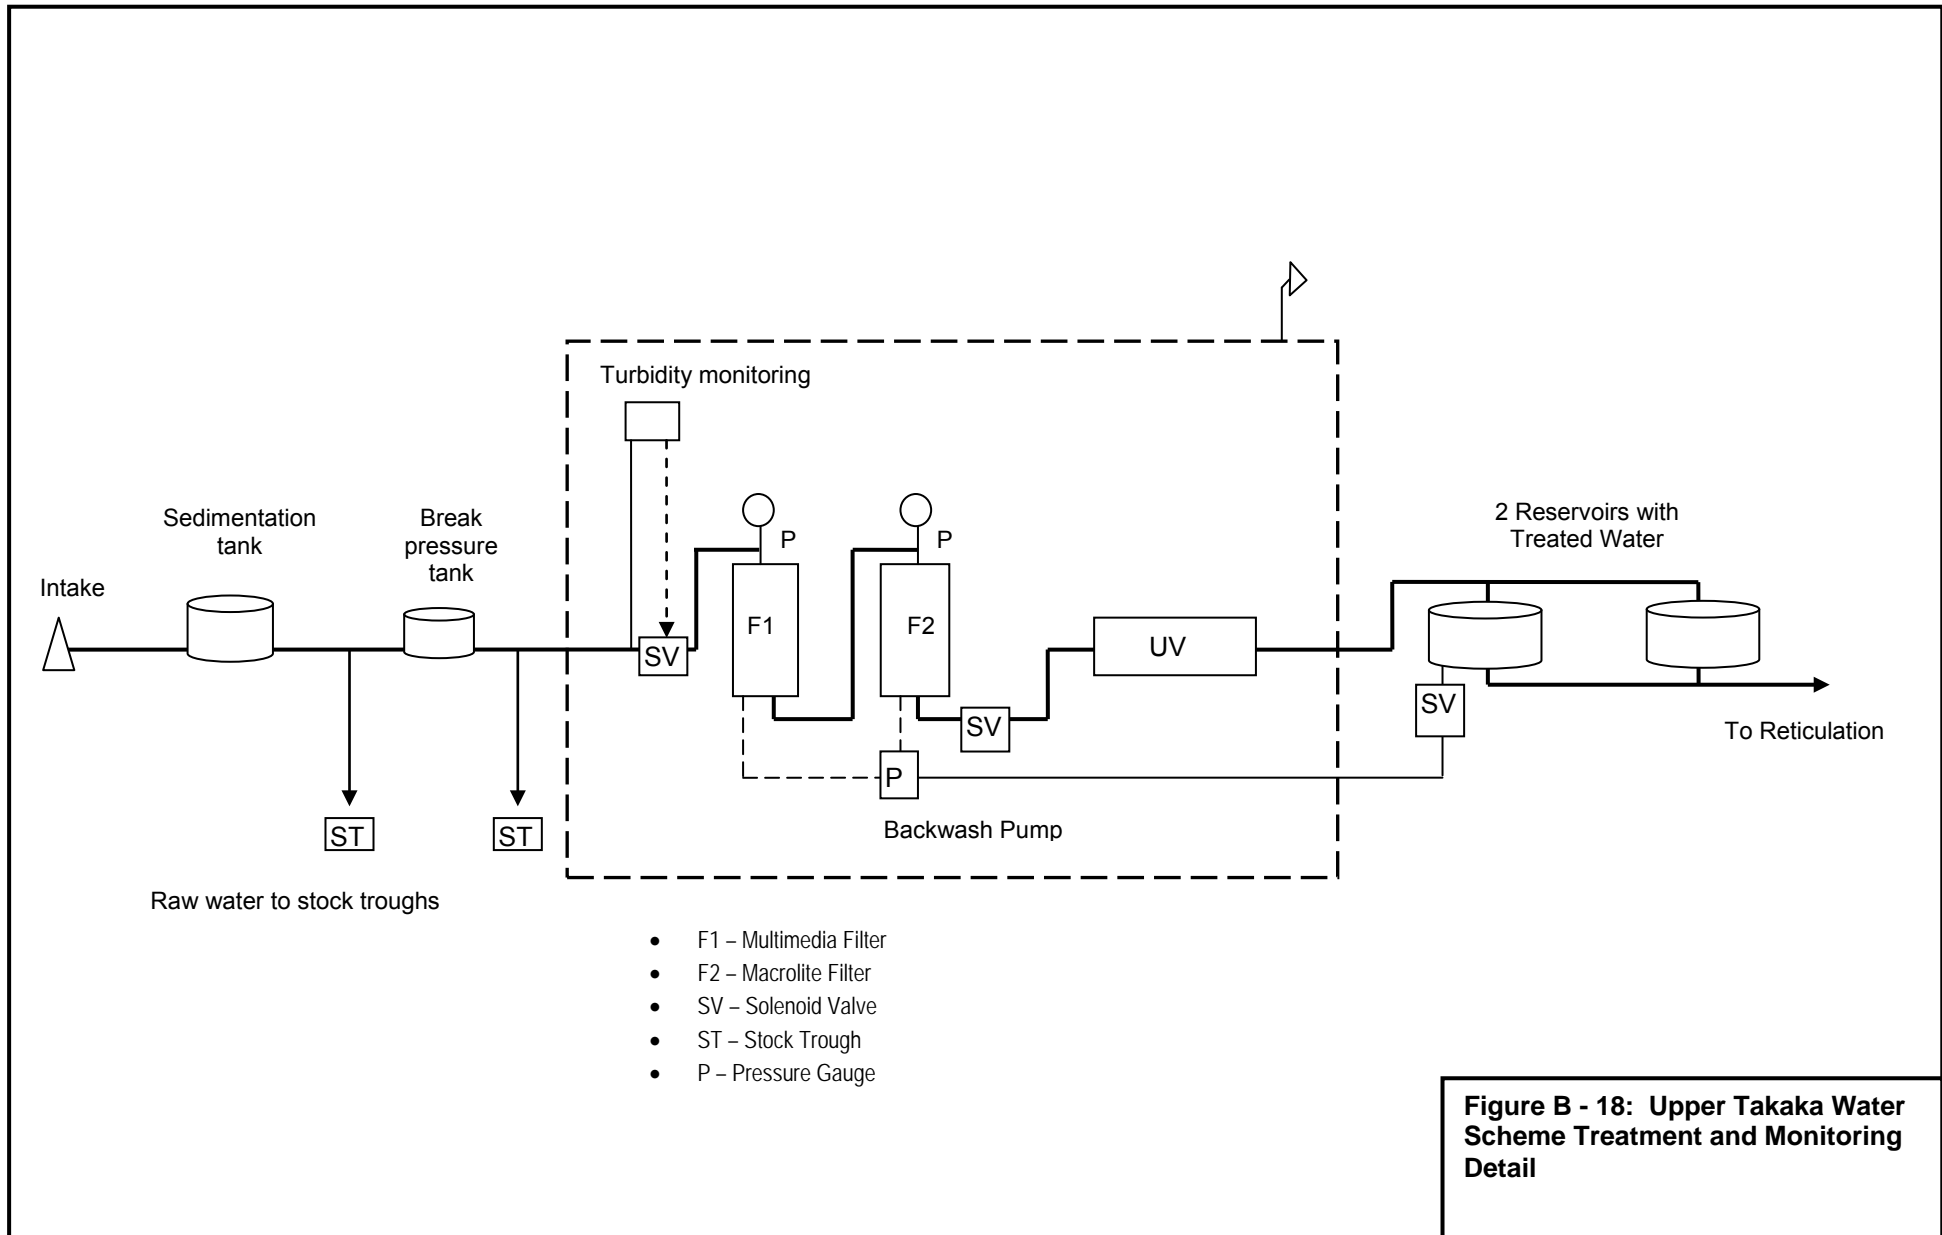 Turbidity monitoring
Sedimentation
tank
Break
pressure
tank
Intake
2 Reservoirs with
Treated Water
P
P
F1
F2
SV
UV
SV
SV
P
To Reticulation
ST
ST
Backwash Pump
Raw water to stock troughs
• F1 – Multimedia Filter
• F2 – Macrolite Filter
• SV – Solenoid Valve
• ST – Stock Trough
• P – Pressure Gauge
Figure B - 18: Upper Takaka Water
Scheme Treatment and Monitoring
Detail